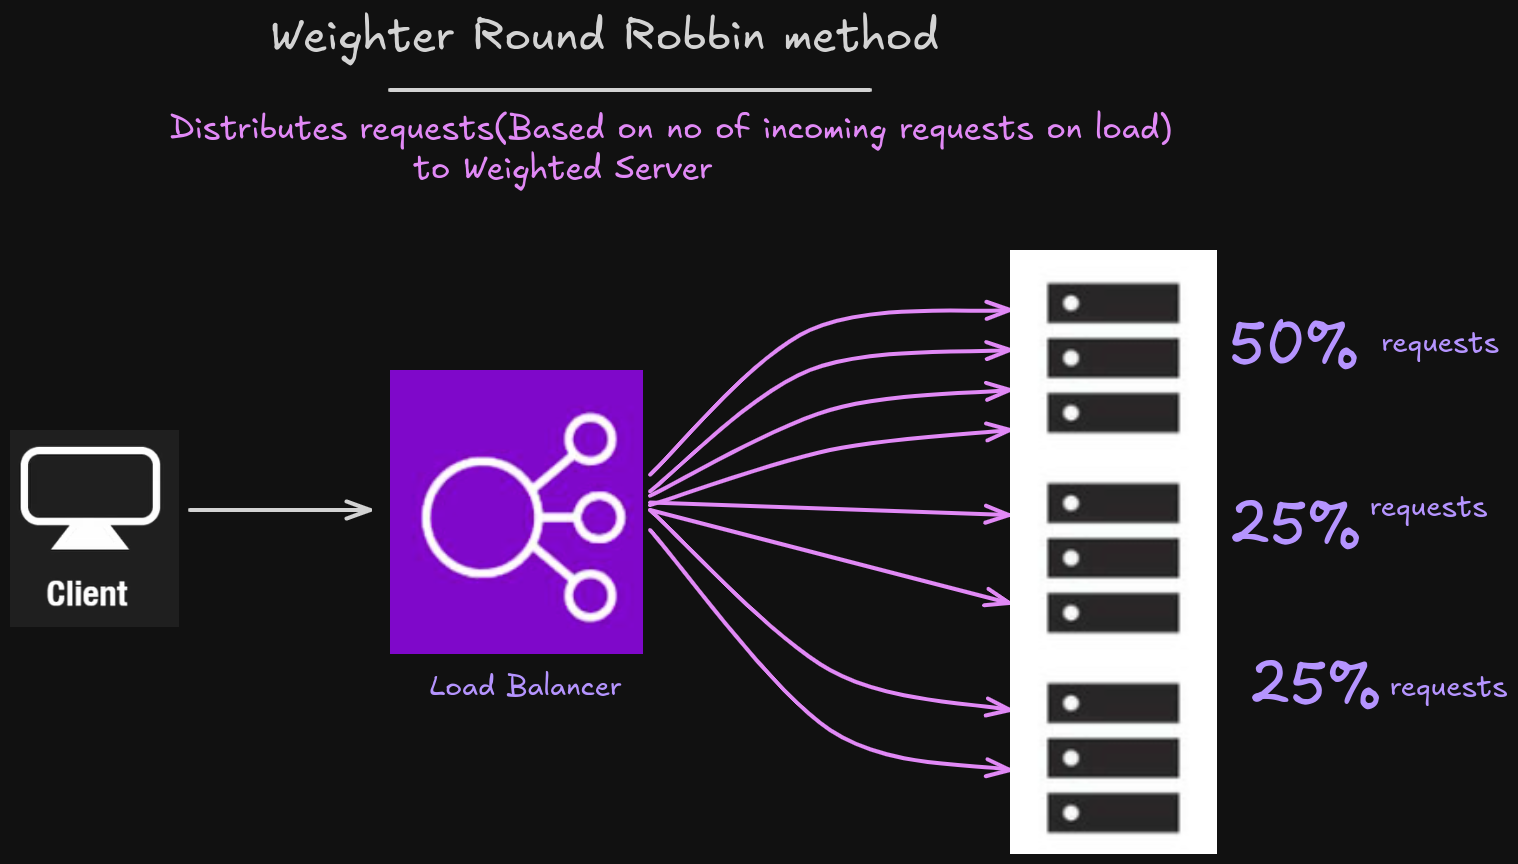 Weighter Round Robbin method
Distributes requests(Based on no of incoming requests on load)
to Weighted Server
50% requests
25% requests
Client
Load Balancer
25% requests